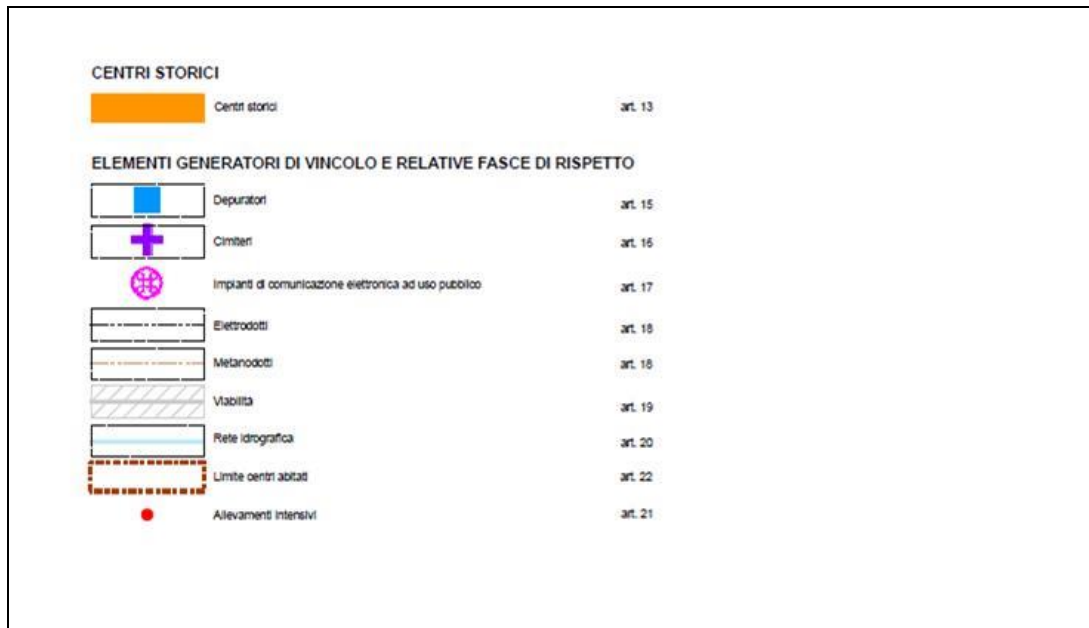 CENTRI STORICI
Centri storici art. 13
ELEMENTI GENERATORI DI VINCOLO E RELATIVE FASCE DI RISPETTO
Depuratori art. 15
Cimiteri art. 16
Impianti di comunicazione elettronica ad uso pubblico art. 17
Elettrodotti art. 18
Metanodotti art. 18
Viabilità art. 19
Rete idrografica art. 20
Limite centri abitati art. 22
Allevamenti intensivi art. 21